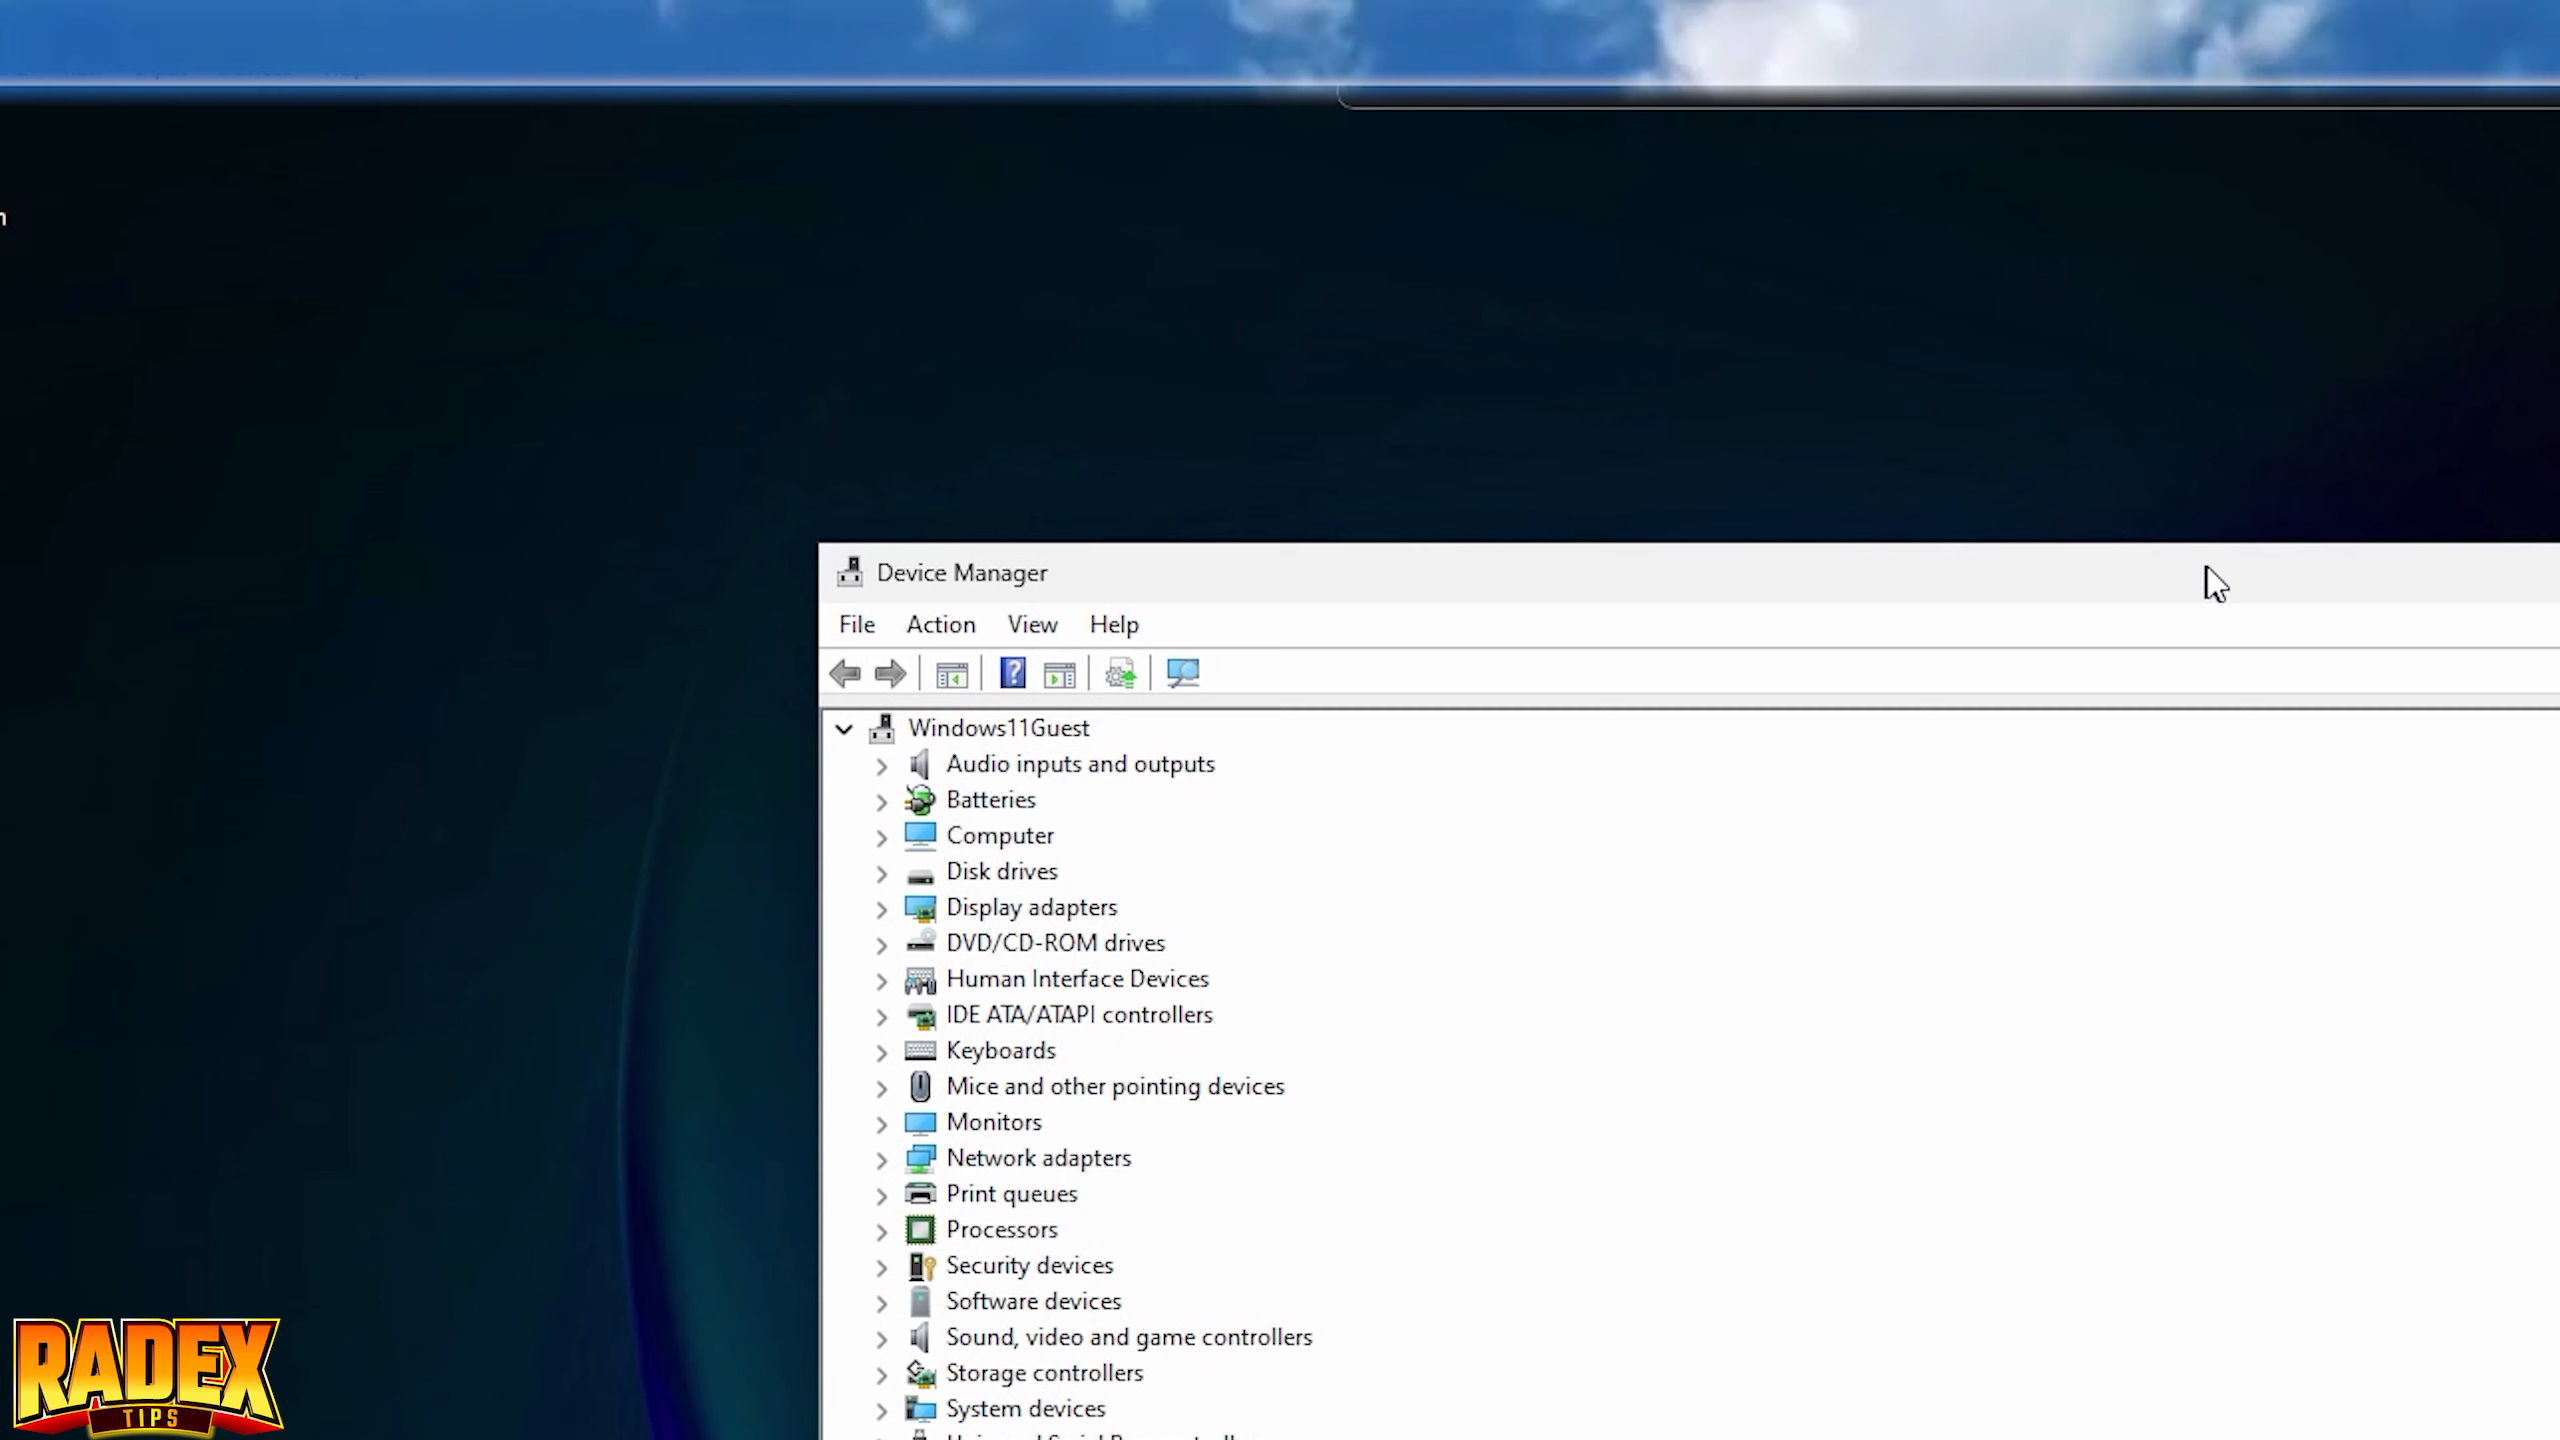 Device Manager
File Action View Help
Windows11Guest
Audio inputs and outputs
Batteries
Computer
Disk drives
Display adapters
DVD/CD-ROM drives
Human Interface Devices
IDE ATA/ATAPI controllers
Keyboards
Mice and other pointing devices
Monitors
Network adapters
Print queues
Processors
Security devices
Software devices
Sound, video and game controllers
Storage controllers
System devices
RADEX
TIPS